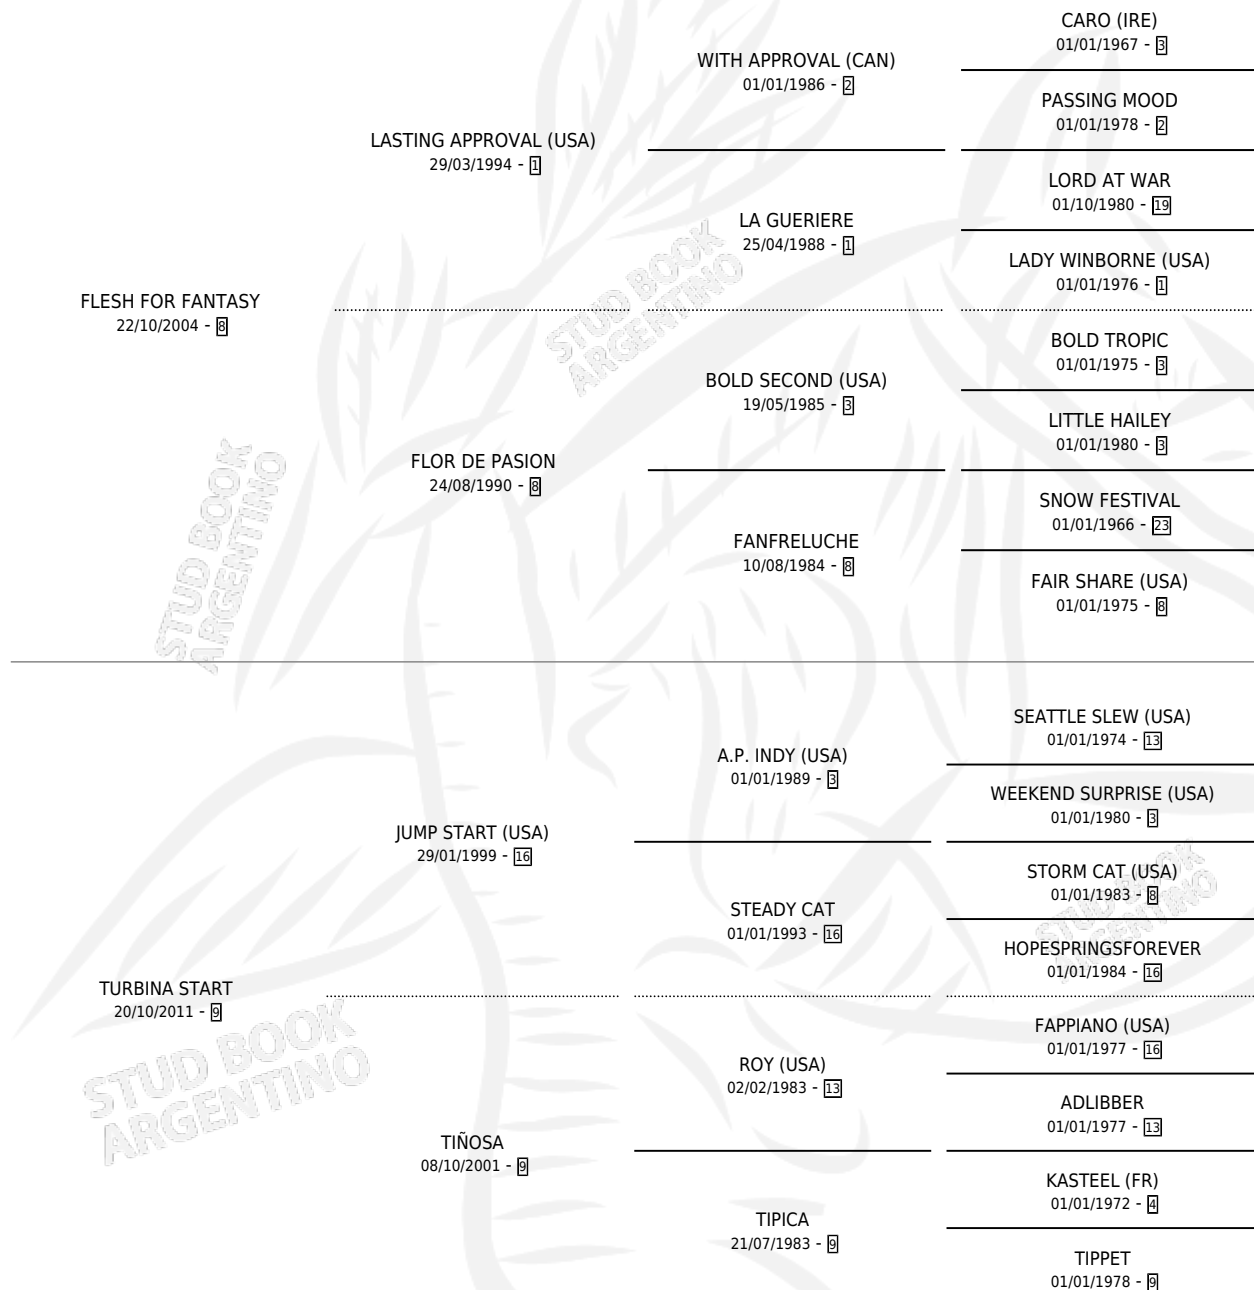 CARO (IRE)
01/01/1967 - 3
WITH APPROVAL (CAN)
01/01/1986 - 2
PASSING MOOD
01/01/1978 - 2
LASTING APPROVAL (USA)
29/03/1994 - 1
LORD AT WAR
01/10/1980 - 19
LA GUERIERE
25/04/1988 - 1
LADY WINBORNE (USA)
01/01/1976 - 1
FLESH FOR FANTASY
22/10/2004 - 8
STUD BOOK
ARGENTINO
BOLD TROPIC
01/01/1975 - 3
BOLD SECOND (USA)
19/05/1985 - 3
LITTLE HAILEY
01/01/1980 - 3
FLOR DE PASION
24/08/1990 - 8
SNOW FESTIVAL
01/01/1966 - 23
FANFRELUCHE
10/08/1984 - 8
FAIR SHARE (USA)
01/01/1975 - 8
STUD BOOK
ARGENTINO
SEATTLE SLEW (USA)
01/01/1974 - 13
A.P. INDY (USA)
01/01/1989 - 3
WEEKEND SURPRISE (USA)
01/01/1980 - 3
JUMP START (USA)
29/01/1999 - 16
STORM CAT (USA)
01/01/1983 - 8
STEADY CAT
01/01/1993 - 16
HOPESPRINGSFOREVER
01/01/1984 - 16
STUD BOOK
ARGENTINO
TURBINA START
20/10/2011 - 9
FAPPIANO (USA)
01/01/1977 - 16
ROY (USA)
02/02/1983 - 13
ADLIBBER
01/01/1977 - 13
STUD BOOK
ARGENTINO
TIÑOSA
08/10/2001 - 9
KASTEEL (FR)
01/01/1972 - 4
TIPICA
21/07/1983 - 9
TIPPET
01/01/1978 - 9